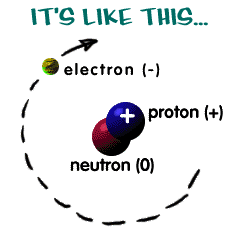 IT'S LIKE THIS...
electron (-)
+
proton (+)
neutron (0)